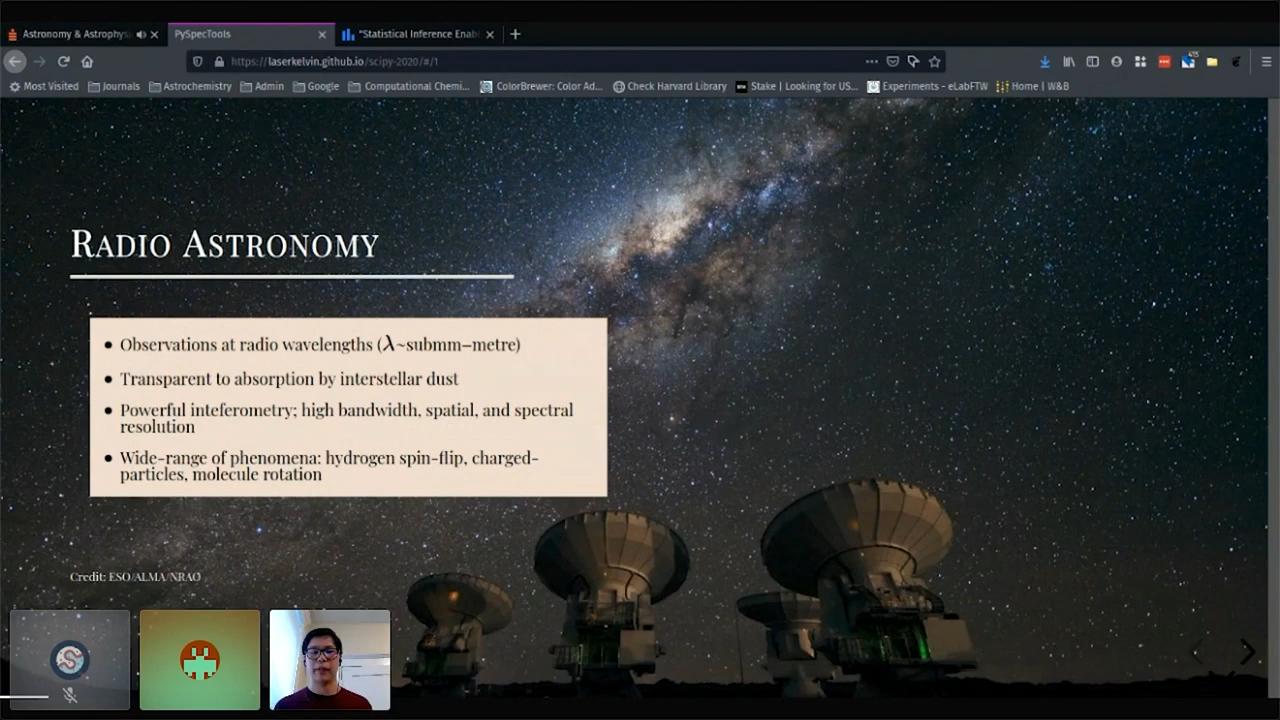 Astronomy & Astrophys
PySpecTools
"Statistical Inference Enab
https://laserkelvin.github.io/scipy-2020/#/1
Most Visited
Journals
Astrochemistry
Admin
Google
Computational Chemi...
ColorBrewer: Color Ad...
Check Harvard Library
Stake | Looking for US...
Experiments - eLabFTW
Home | W&B
RADIO ASTRONOMY
• Observations at radio wavelengths (λ~submm–metre)
• Transparent to absorption by interstellar dust
• Powerful inteferometry; high bandwidth, spatial, and spectral
resolution
• Wide-range of phenomena: hydrogen spin-flip, charged-
particles, molecule rotation
Credit: ESO/ALMA/NRAO